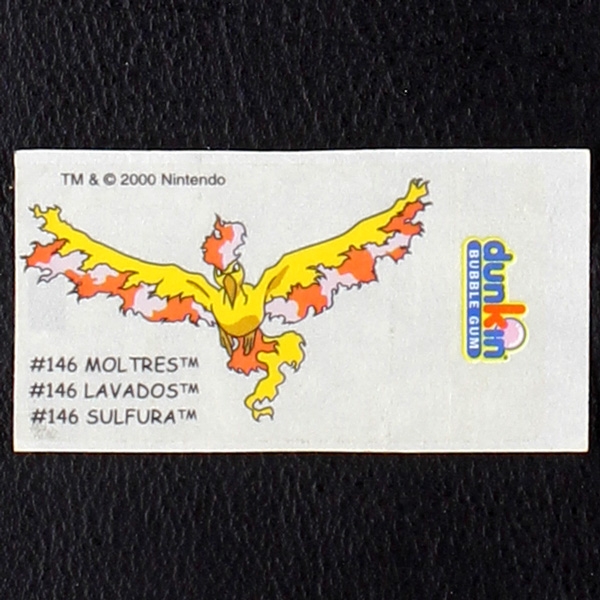 TM & © 2000 Nintendo
#146 MOLTRES™
#146 LAVADOS™
#146 SULFURA™
dunkin
BUBBLE GUM